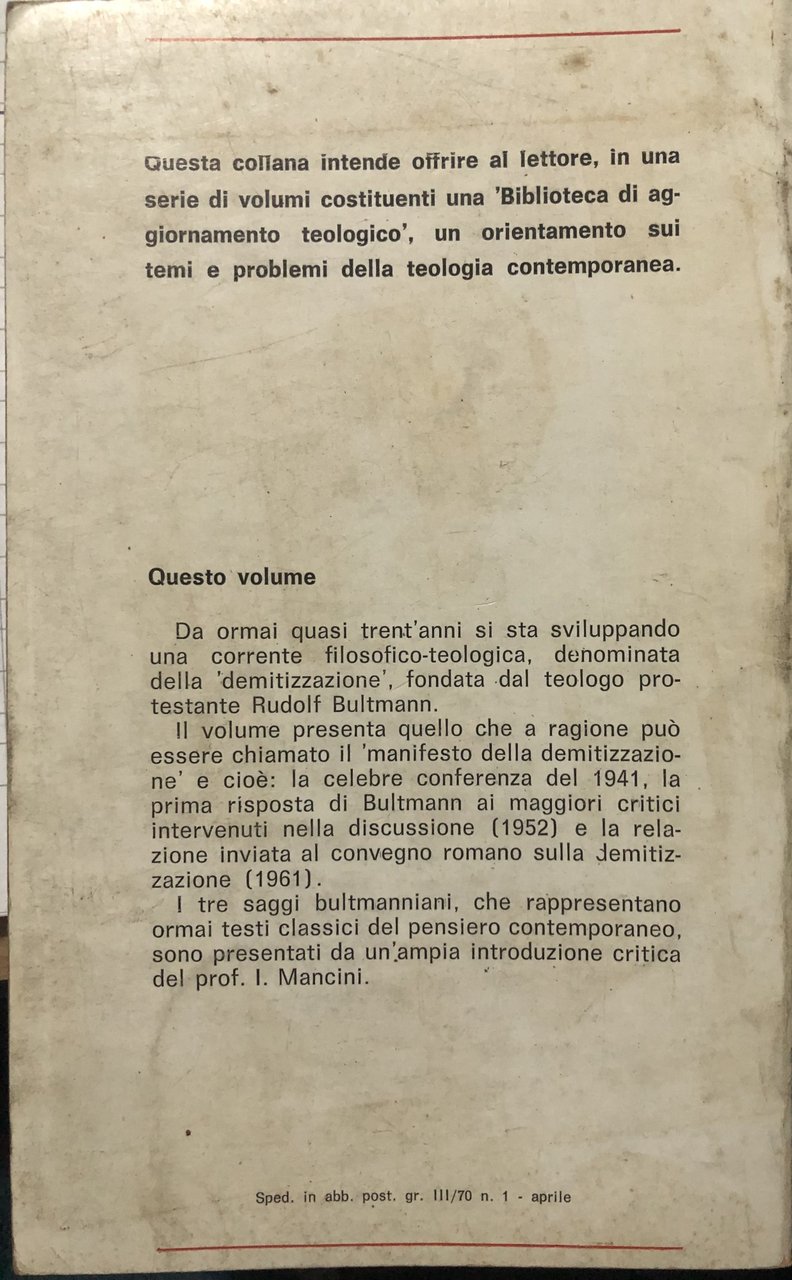 Questa collana intende offrire al lettore, in una
serie di volumi costituenti una 'Biblioteca di ag-
giornamento teologico', un orientamento sui
temi e problemi della teologia contemporanea.
Questo volume
Da ormai quasi trent'anni si sta sviluppando
una corrente filosofico-teologica, denominata
della 'demitizzazione', fondata dal teologo pro-
testante Rudolf Bultmann.
Il volume presenta quello che a ragione può
essere chiamato il 'manifesto della demitizzazio-
ne' e cioè: la celebre conferenza del 1941, la
prima risposta di Bultmann ai maggiori critici
intervenuti nella discussione (1952) e la rela-
zione inviata al convegno romano sulla demitiz-
zazione (1961).
I tre saggi bultmanniani, che rappresentano
ormai testi classici del pensiero contemporaneo,
sono presentati da un'ampia introduzione critica
del prof. I. Mancini.
Sped. in abb. post. gr. III/70 n. 1 - aprile